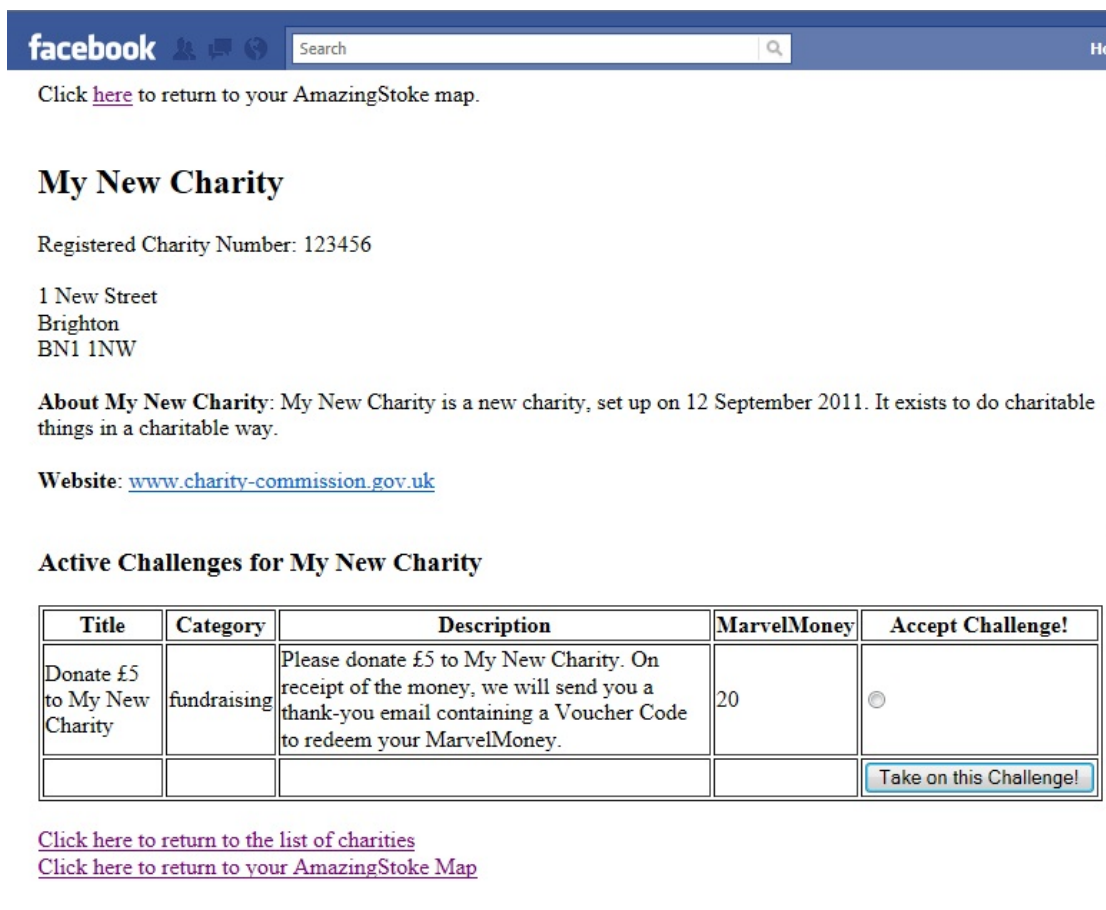 facebook Search
Click here to return to your AmazingStoke map.
My New Charity
Registered Charity Number: 123456
1 New Street
Brighton
BN1 1NW
About My New Charity: My New Charity is a new charity, set up on 12 September 2011. It exists to do charitable
things in a charitable way.
Website: www.charity-commission.gov.uk
Active Challenges for My New Charity
Title Category Description MarvelMoney Accept Challenge!
Donate £5
to My New
Charity
fundraising
Please donate £5 to My New Charity. On
receipt of the money, we will send you a
thank-you email containing a Voucher Code
to redeem your MarvelMoney.
20
Take on this Challenge!
Click here to return to the list of charities
Click here to return to your AmazingStoke Map